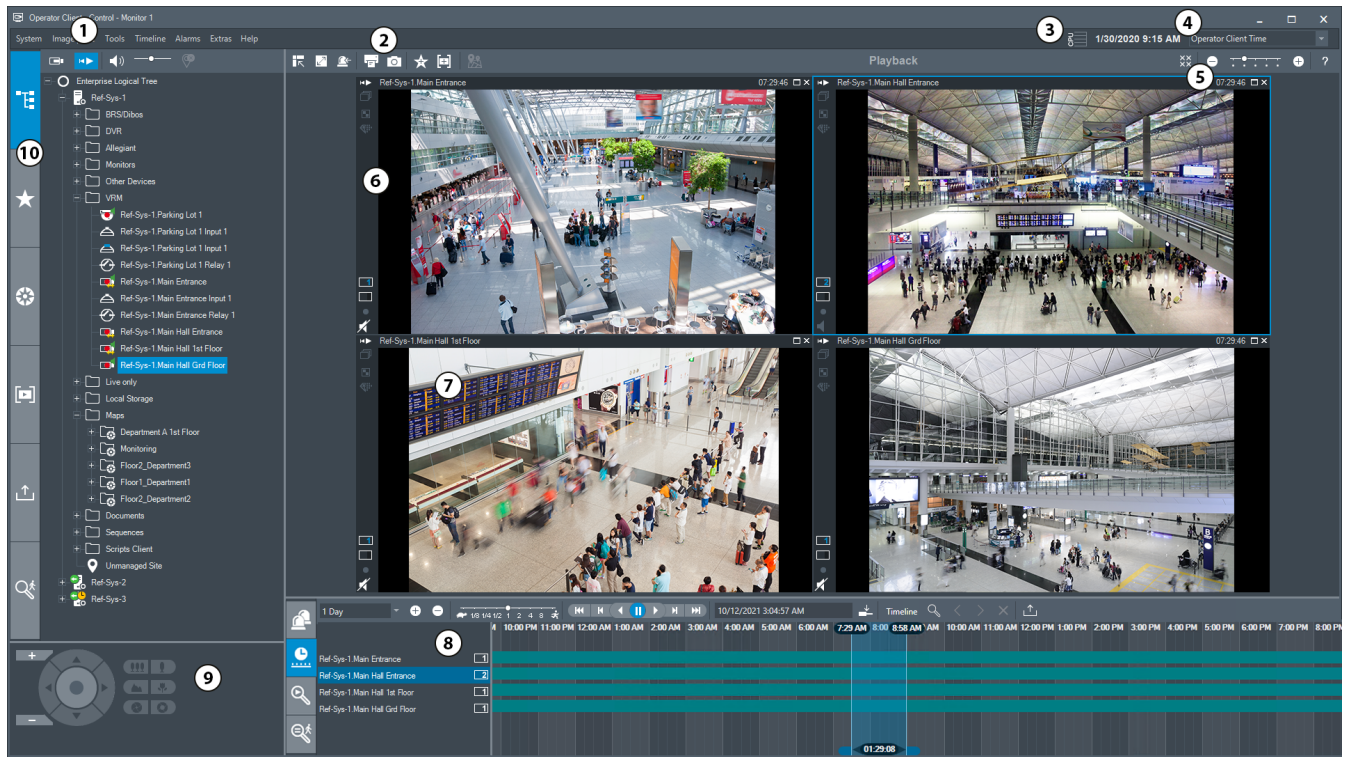 Operator Client - Control - Monitor 1
1
3
4
System Image Tools Timeline Alarms Extras Help
2
CPU
1/30/2020 9:15 AM
Operator Client Time
Playback
?
5
Enterprise Logical Tree
Ref-Sys-1
BRS/Dibos
DVR
Allegiant
Monitors
Other Devices
VRM
Ref-Sys-1.Parking Lot 1
Ref-Sys-1.Parking Lot 1 Input 1
Ref-Sys-1.Parking Lot 1 Input 1
Ref-Sys-1.Parking Lot 1 Relay 1
Ref-Sys-1.Main Entrance
Ref-Sys-1.Main Entrance Input 1
Ref-Sys-1.Main Entrance Relay 1
Ref-Sys-1.Main Hall Entrance
Ref-Sys-1.Main Hall 1st Floor
Ref-Sys-1.Main Hall Grd Floor
Live only
Local Storage
Maps
Department A 1st Floor
Monitoring
Floor2_Department3
Floor1_Department1
Floor2_Department2
Documents
Sequences
Scripts Client
Unmanaged Site
Ref-Sys-2
Ref-Sys-3
10
Ref-Sys-1.Main Entrance 07:29:46
6
1
Ref-Sys-1.Main Hall Entrance 07:29:46
2
Ref-Sys-1.Main Hall 1st Floor 07:29:46
7
1
Ref-Sys-1.Main Hall Grd Floor 07:29:46
1
9
1 Day
1/8 1/4 1/2 1 2 4 8
10/12/2021 3:04:57 AM
Timeline
8
10:00 PM 11:00 PM 12:00 AM 1:00 AM 2:00 AM 3:00 AM 4:00 AM 5:00 AM 6:00 AM 7:29 AM 8:00 8:58 AM AM 10:00 AM 11:00 AM 12:00 PM 1:00 PM 2:00 PM 3:00 PM 4:00 PM 5:00 PM 6:00 PM 7:00 PM 8:00 PM
Ref-Sys-1.Main Entrance 1
Ref-Sys-1.Main Hall Entrance 2
Ref-Sys-1.Main Hall 1st Floor 1
Ref-Sys-1.Main Hall Grd Floor 1
01:29:08